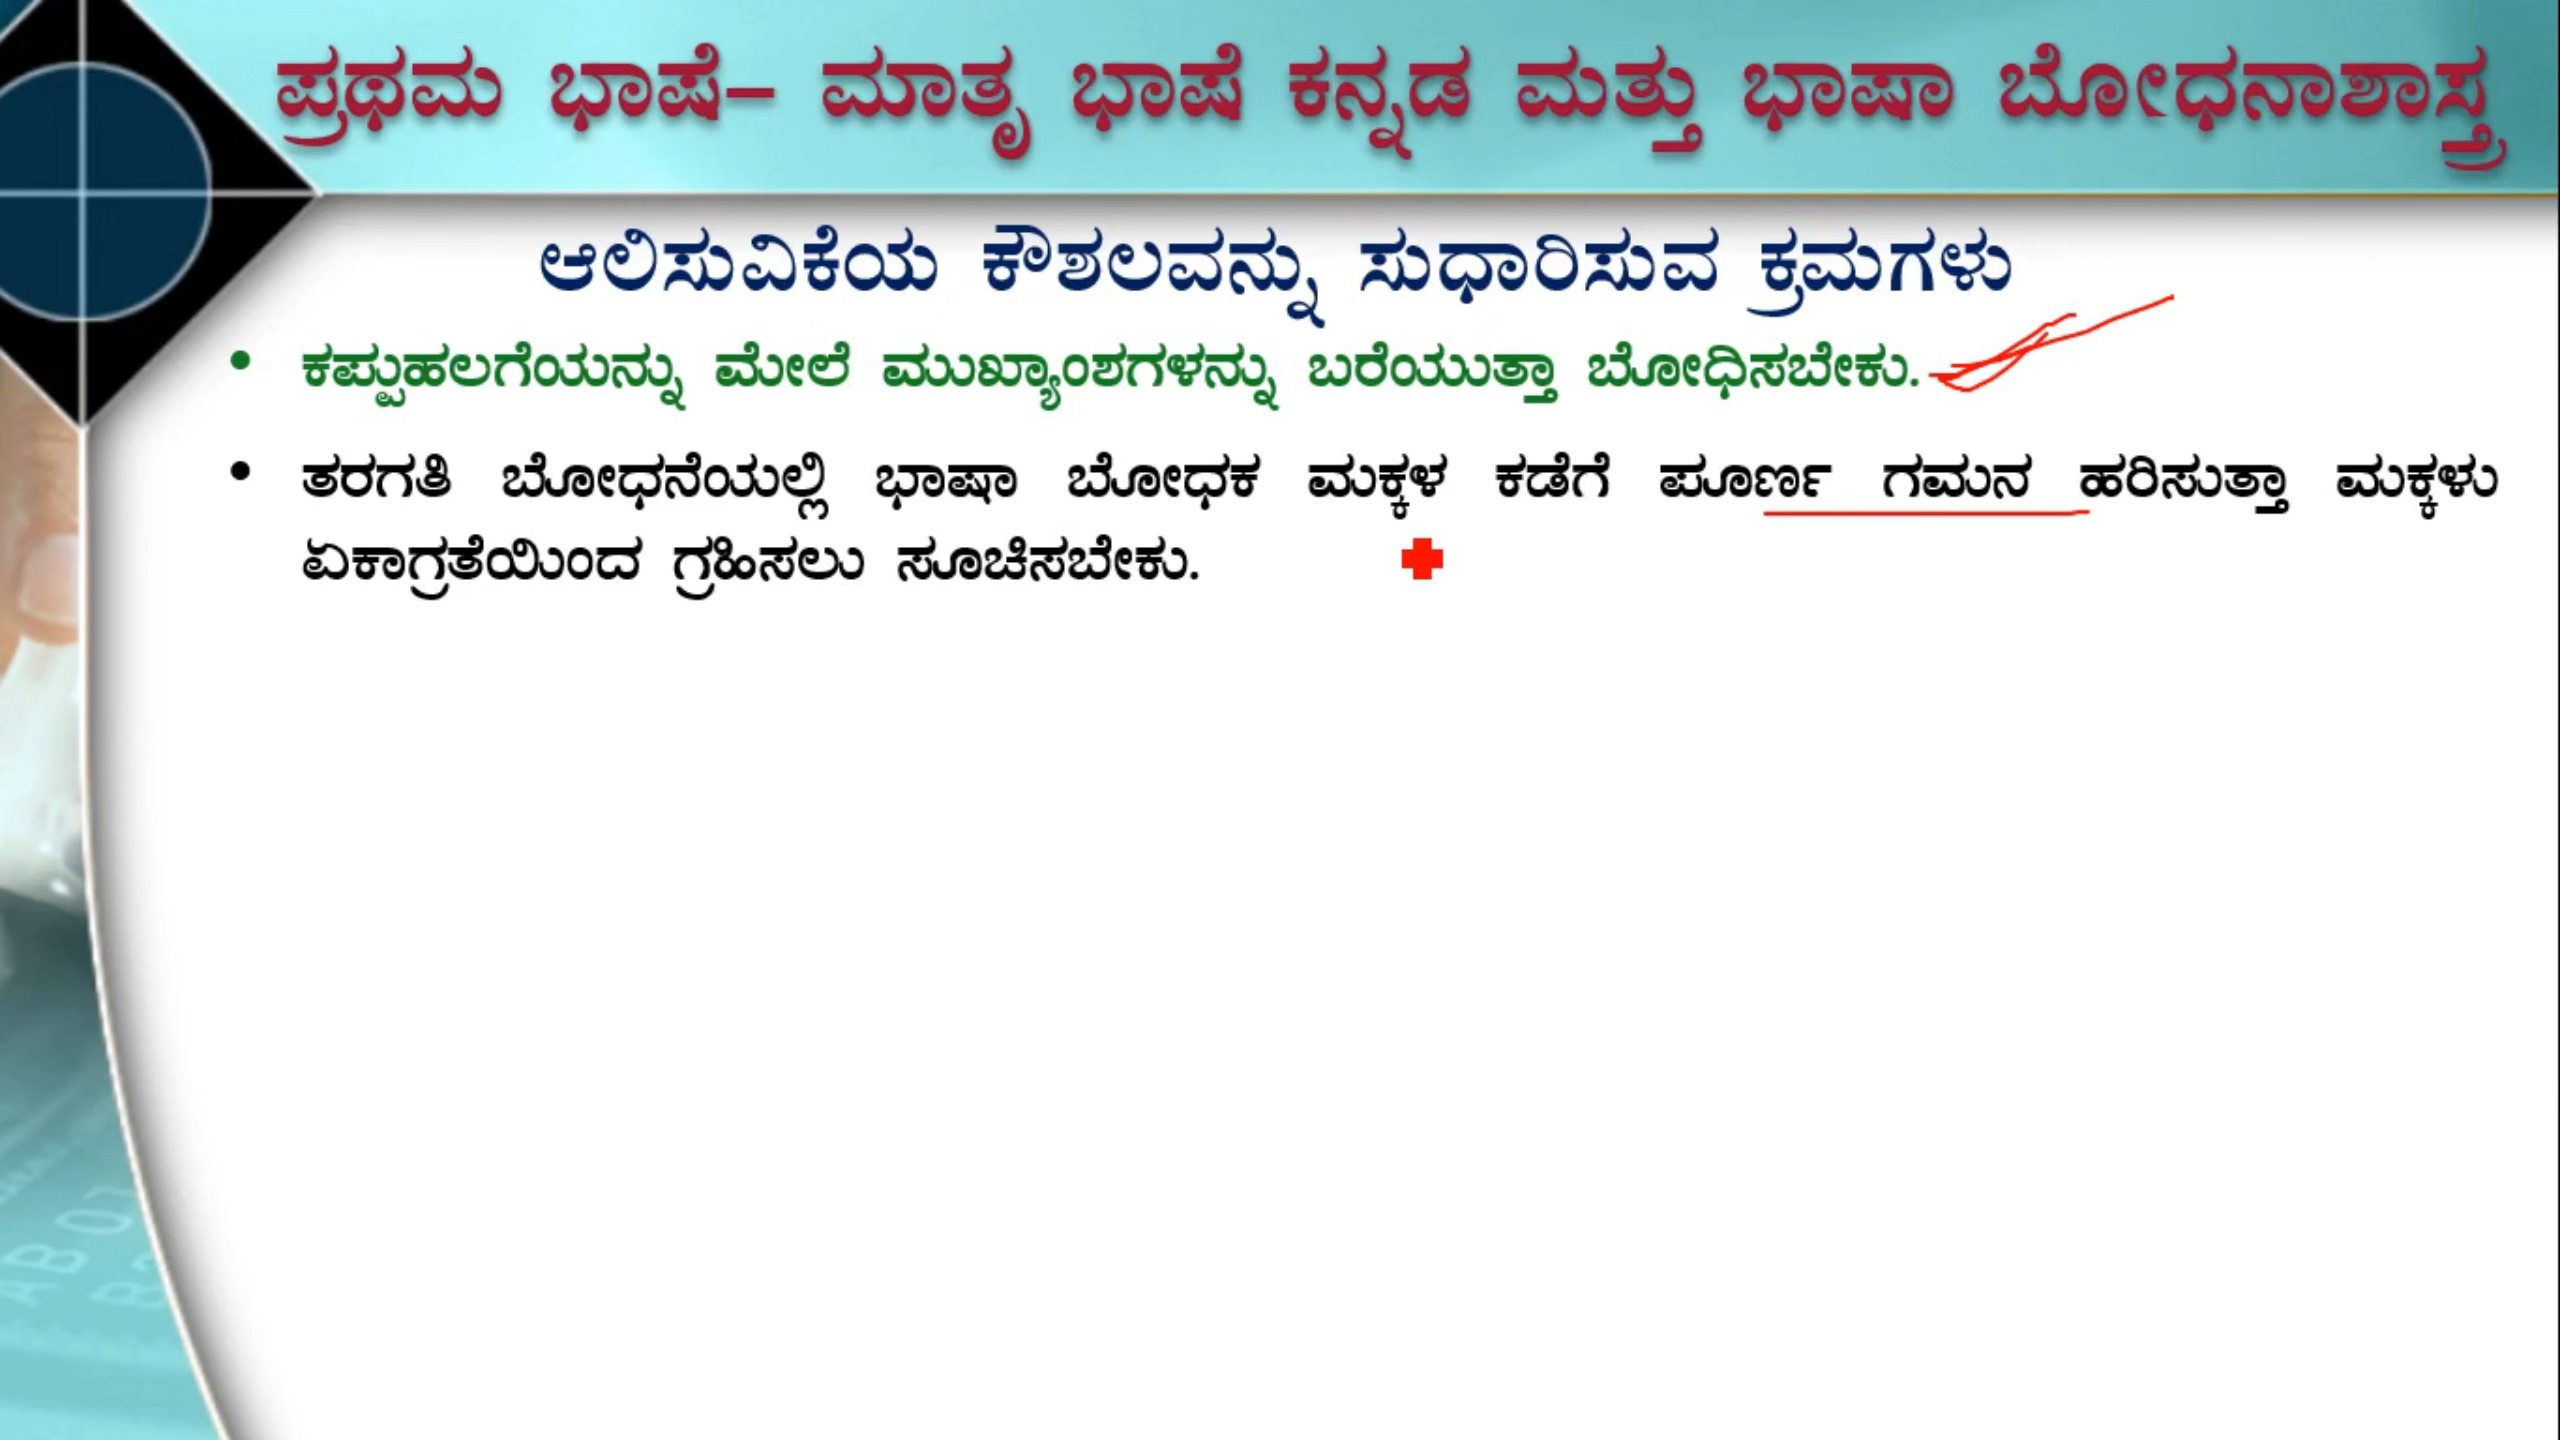 ಪ್ರಥಮ ಭಾಷೆ– ಮಾತೃ ಭಾಷೆ ಕನ್ನಡ ಮತ್ತು ಭಾಷಾ ಬೋಧನಾಶಾಸ್ತ್ರ
ಆಲಿಸುವಿಕೆಯ ಕೌಶಲವನ್ನು ಸುಧಾರಿಸುವ ಕ್ರಮಗಳು
• ಕಪ್ಪುಹಲಗೆಯನ್ನು ಮೇಲೆ ಮುಖ್ಯಾಂಶಗಳನ್ನು ಬರೆಯುತ್ತಾ ಬೋಧಿಸಬೇಕು.
• ತರಗತಿ ಬೋಧನೆಯಲ್ಲಿ ಭಾಷಾ ಬೋಧಕ ಮಕ್ಕಳ ಕಡೆಗೆ ಪೂರ್ಣ ಗಮನ ಹರಿಸುತ್ತಾ ಮಕ್ಕಳು
ಏಕಾಗ್ರತೆಯಿಂದ ಗ್ರಹಿಸಲು ಸೂಚಿಸಬೇಕು.